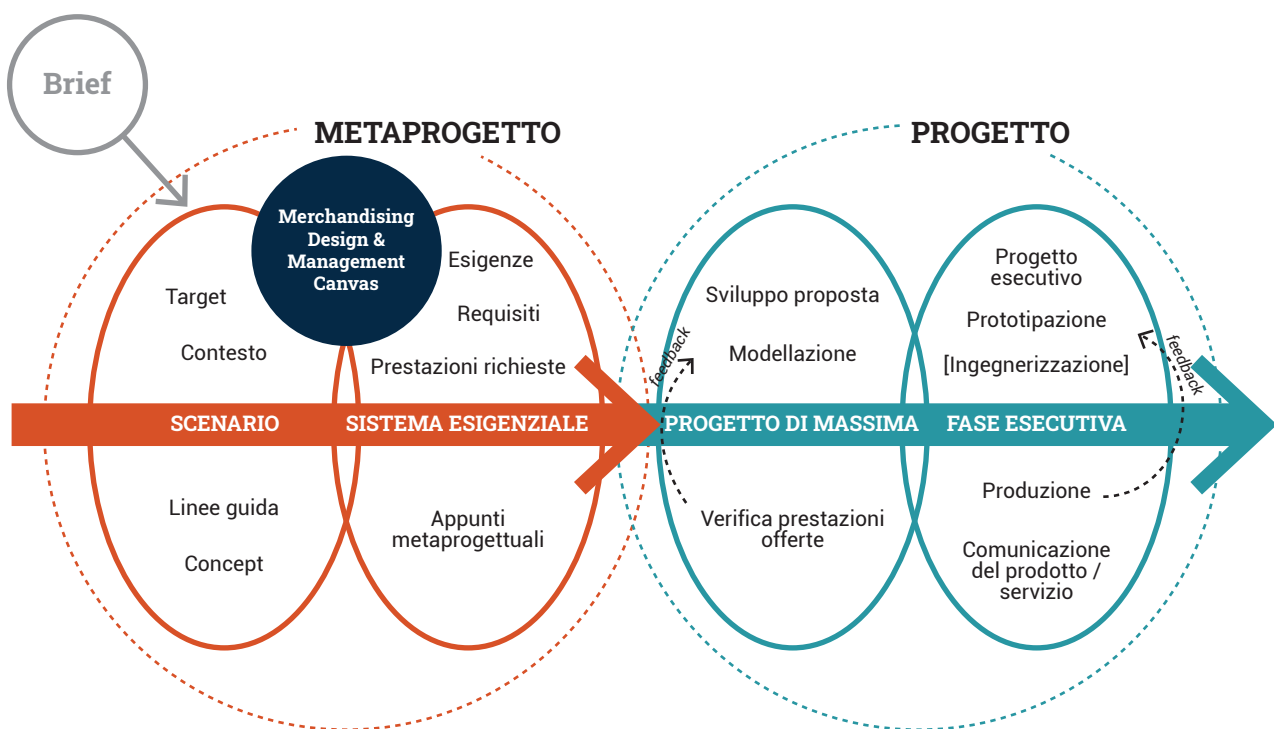 Brief
METAPROGETTO
Merchandising
Design &
Management
Canvas
Target
Contesto
Esigenze
Requisiti
Prestazioni richieste
SCENARIO
SISTEMA ESIGENZIALE
Linee guida
Concept
Appunti
metaprogettuali
PROGETTO
Sviluppo proposta
Modellazione
feedback
Progetto
esecutivo
Prototipazione
[Ingegnerizzazione]
feedback
PROGETTO DI MASSIMA
FASE ESECUTIVA
Verifica prestazioni
offerte
Produzione
Comunicazione
del prodotto /
servizio